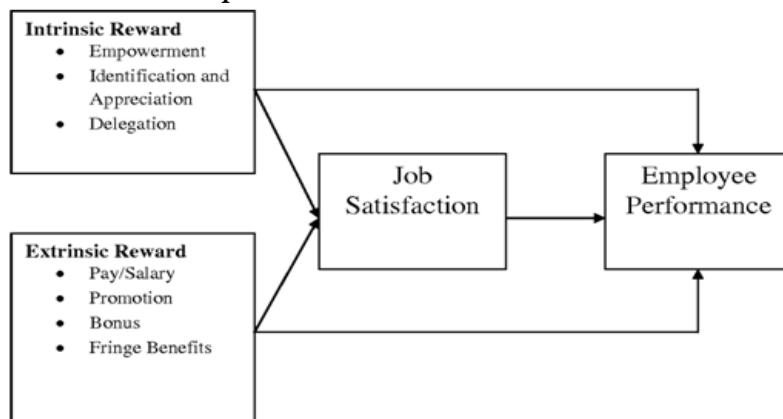 Intrinsic Reward
• Empowerment
• Identification and
Appreciation
• Delegation
Job
Satisfaction
Employee
Performance
Extrinsic Reward
• Pay/Salary
• Promotion
• Bonus
• Fringe Benefits